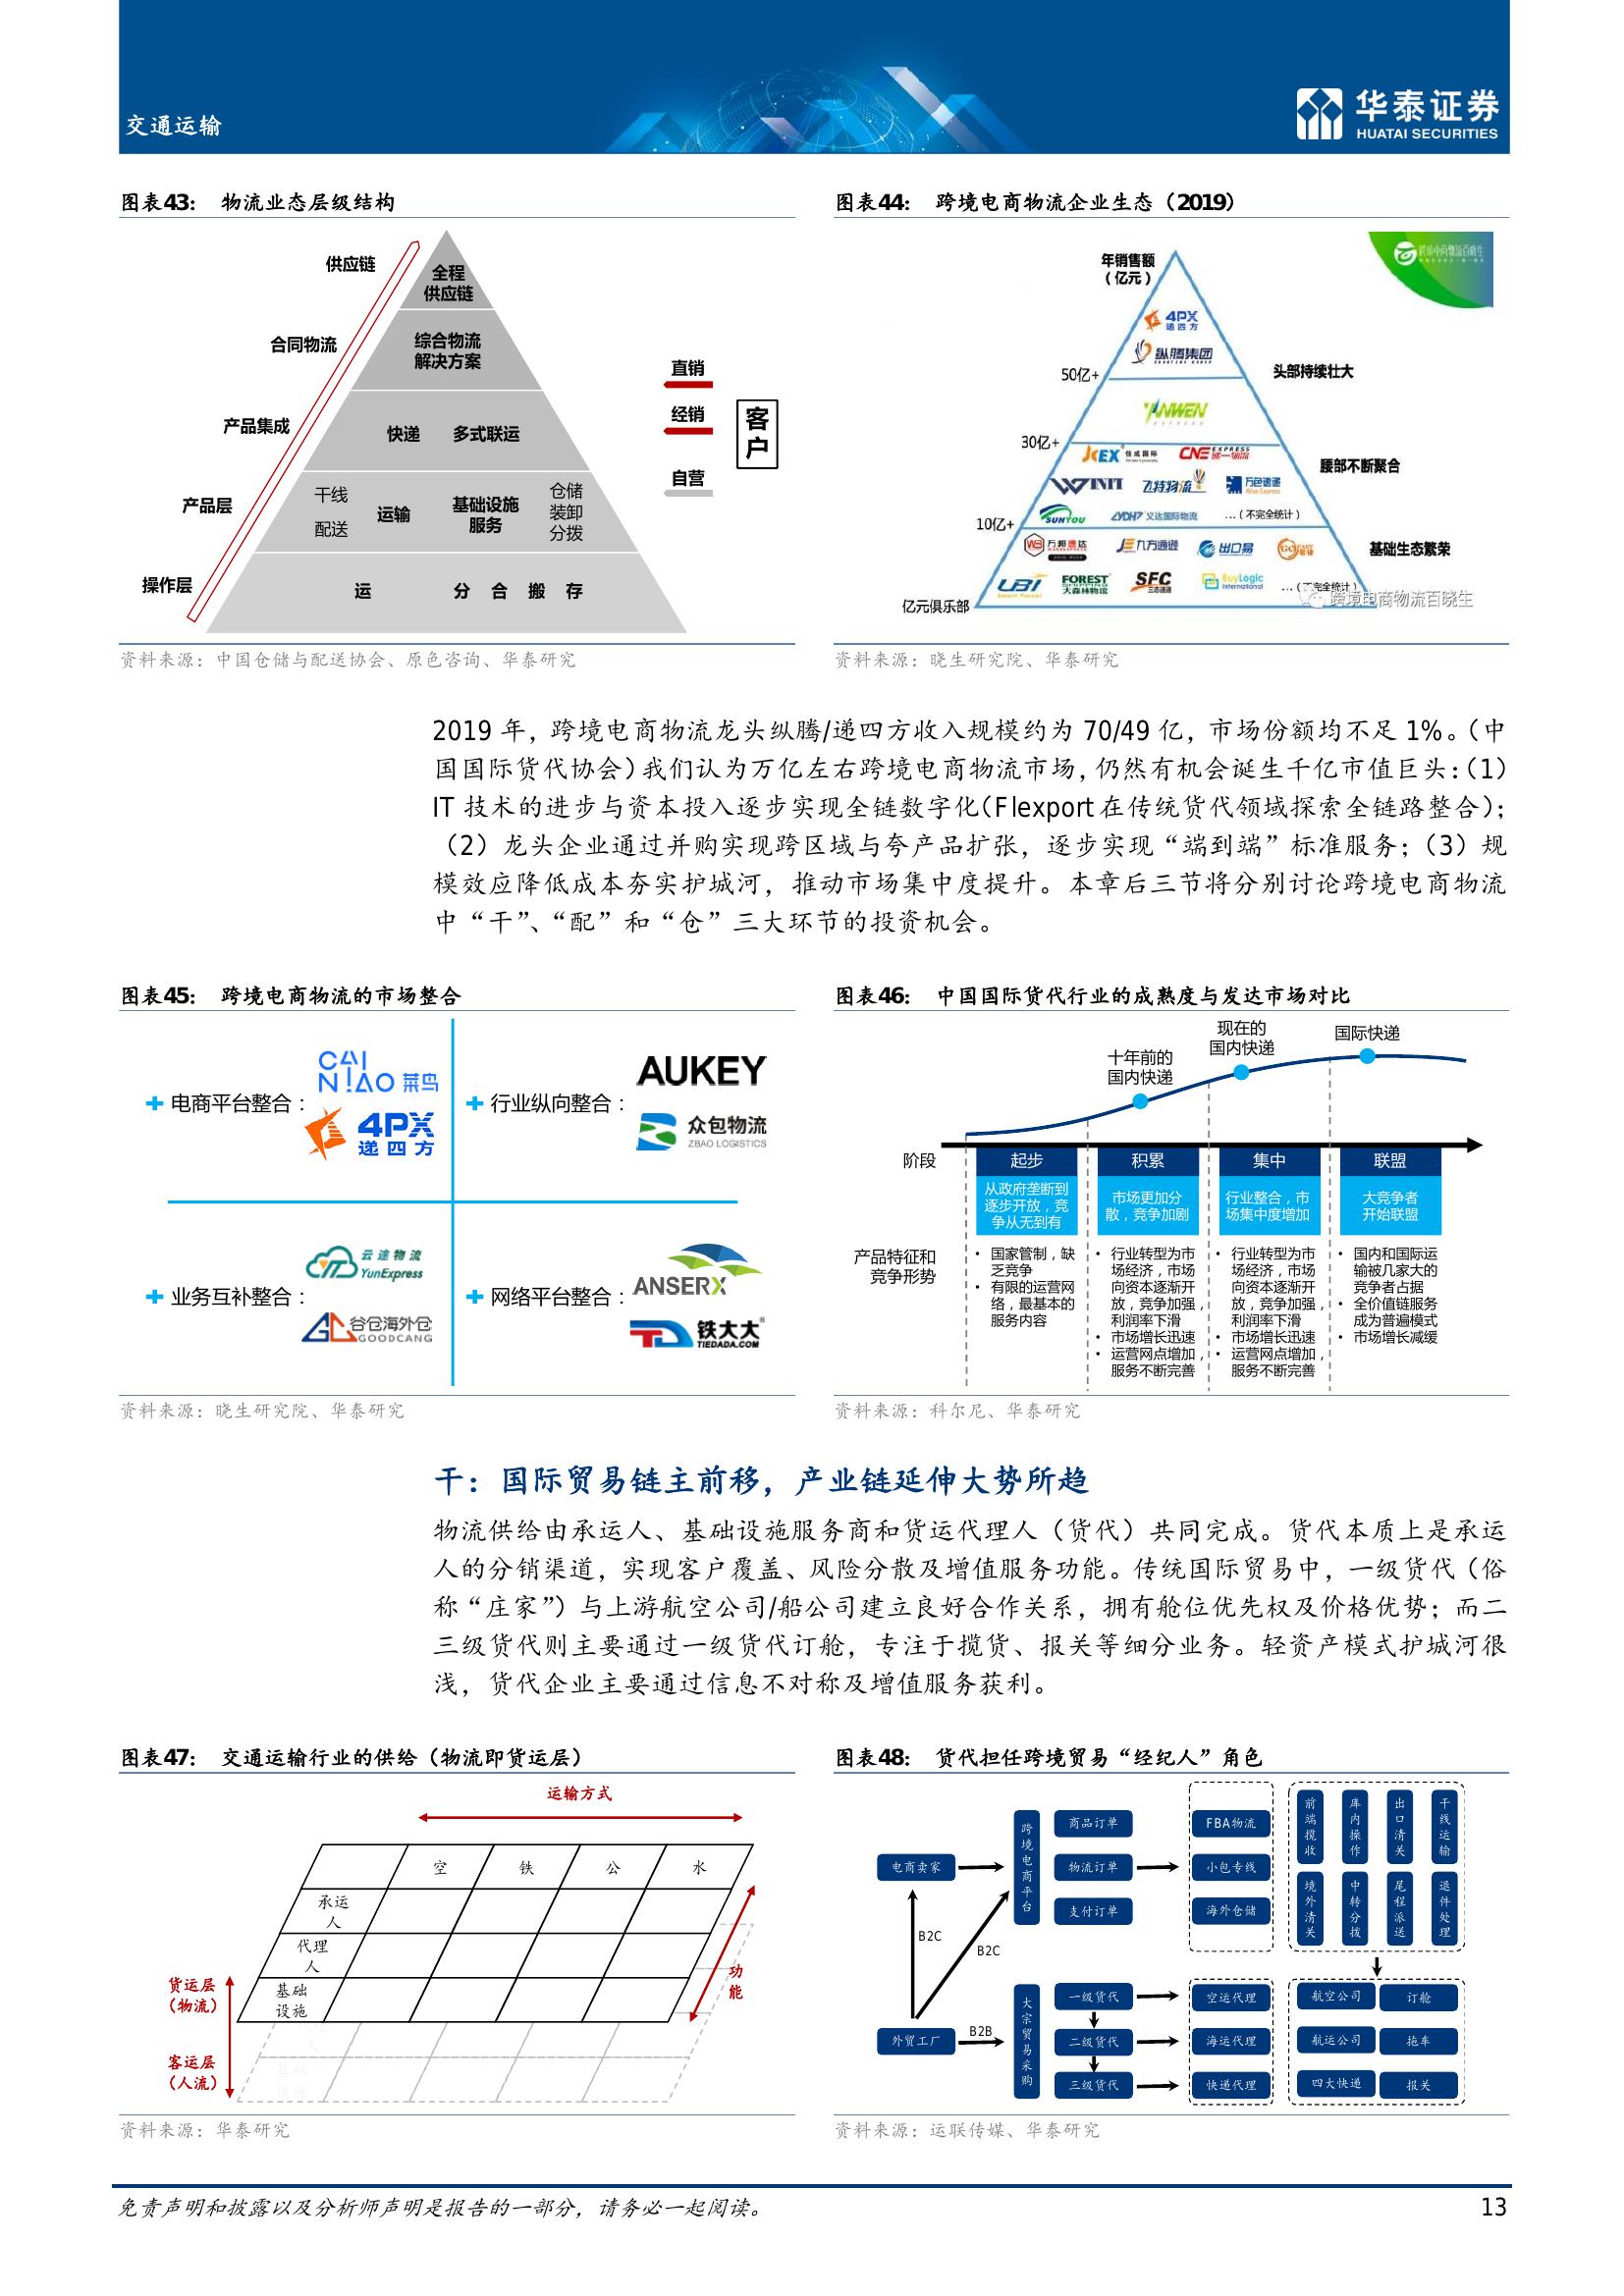 交通运输
华泰证券
HUATAI SECURITIES
图表43： 物流业态层级结构
供应链
合同物流
产品集成
产品层
操作层
全程
供应链
综合物流
解决方案
快递 多式联运
干线
配送
运输
基础设施
服务
仓储
装卸
分拨
运 分 合 搬 存
直销
经销
自营
客户
资料来源：中国仓储与配送协会、原色咨询、华泰研究
图表44： 跨境电商物流企业生态（2019）
年销售额
（亿元）
跨境电商物流百晓生
4PX
递四方
纵腾集团
50亿+
头部持续壮大
YANWEN
EXPRESS
30亿+
JCEX 佳成国际
CNE EXPRESS
腰部不断聚合
WINIT 飞特物流 万色速递
10亿+
SUNYOU YDH 义达国际物流 …（不完全统计）
万邦速达 九方通逊 出口易
基础生态繁荣
UBI
FOREST SHIPPING
大森林物流
SFC
三态速递
BuyLogic
International
…（不完全统计）
亿元俱乐部
跨境电商物流百晓生
资料来源：晓生研究院、华泰研究
2019 年，跨境电商物流龙头纵腾/递四方收入规模约为 70/49 亿，市场份额均不足 1%。（中
国国际货代协会）我们认为万亿左右跨境电商物流市场，仍然有机会诞生千亿市值巨头：（1）
IT 技术的进步与资本投入逐步实现全链数字化（Flexport 在传统货代领域探索全链路整合）；
（2）龙头企业通过并购实现跨区域与夸产品扩张，逐步实现“端到端”标准服务；（3）规
模效应降低成本夯实护城河，推动市场集中度提升。本章后三节将分别讨论跨境电商物流
中“干”、“配”和“仓”三大环节的投资机会。
图表45： 跨境电商物流的市场整合
电商平台整合：
CAINIAO 菜鸟
4PX
递四方
行业纵向整合：
AUKEY
众包物流
ZBAO LOGISTICS
业务互补整合：
云途物流
YunExpress
谷仓海外仓
GOODCANG
网络平台整合：
ANSERX
铁大大
TIEDADA.COM
资料来源：晓生研究院、华泰研究
图表46： 中国国际货代行业的成熟度与发达市场对比
十年前的
国内快递
现在的
国内快递
国际快递
阶段
起步 积累 集中 联盟
从政府垄断到
逐步开放，竞
争从无到有
市场更加分
散，竞争加剧
行业整合，市
场集中度增加
大竞争者
开始联盟
产品特征和
竞争形势
• 国家管制，缺
乏竞争
• 有限的运营网
络，最基本的
服务内容
• 行业转型为市
场经济，市场
向资本逐渐开
放，竞争加强，
利润率下滑
• 市场增长迅速
• 运营网点增加，
服务不断完善
• 行业转型为市
场经济，市场
向资本逐渐开
放，竞争加强，
利润率下滑
• 市场增长迅速
• 运营网点增加，
服务不断完善
• 国内和国际运
输被几家大的
竞争者占据
• 全价值链服务
成为普遍模式
• 市场增长减缓
资料来源：科尔尼、华泰研究
干：国际贸易链主前移，产业链延伸大势所趋
物流供给由承运人、基础设施服务商和货运代理人（货代）共同完成。货代本质上是承运
人的分销渠道，实现客户覆盖、风险分散及增值服务功能。传统国际贸易中，一级货代（俗
称“庄家”）与上游航空公司/船公司建立良好合作关系，拥有舱位优先权及价格优势；而二
三级货代则主要通过一级货代订舱，专注于揽货、报关等细分业务。轻资产模式护城河很
浅，货代企业主要通过信息不对称及增值服务获利。
图表47： 交通运输行业的供给（物流即货运层）
运输方式
空 铁 公 水
承运
人
代理
人
基础
设施
功能
货运层
（物流）
客运层
（人流）
资料来源：华泰研究
图表48： 货代担任跨境贸易“经纪人”角色
电商卖家
外贸工厂
B2C
B2C
B2B
跨境电商平台
商品订单
物流订单
支付订单
FBA物流
小包专线
海外仓储
前端揽收
库内操作
出口清关
干线运输
境外清关
中转分拨
尾程派送
退件处理
大宗贸易采购
一级货代
二级货代
三级货代
空运代理
海运代理
快递代理
航空公司 订舱
航运公司 拖车
四大快递 报关
资料来源：运联传媒、华泰研究
免责声明和披露以及分析师声明是报告的一部分，请务必一起阅读。
13